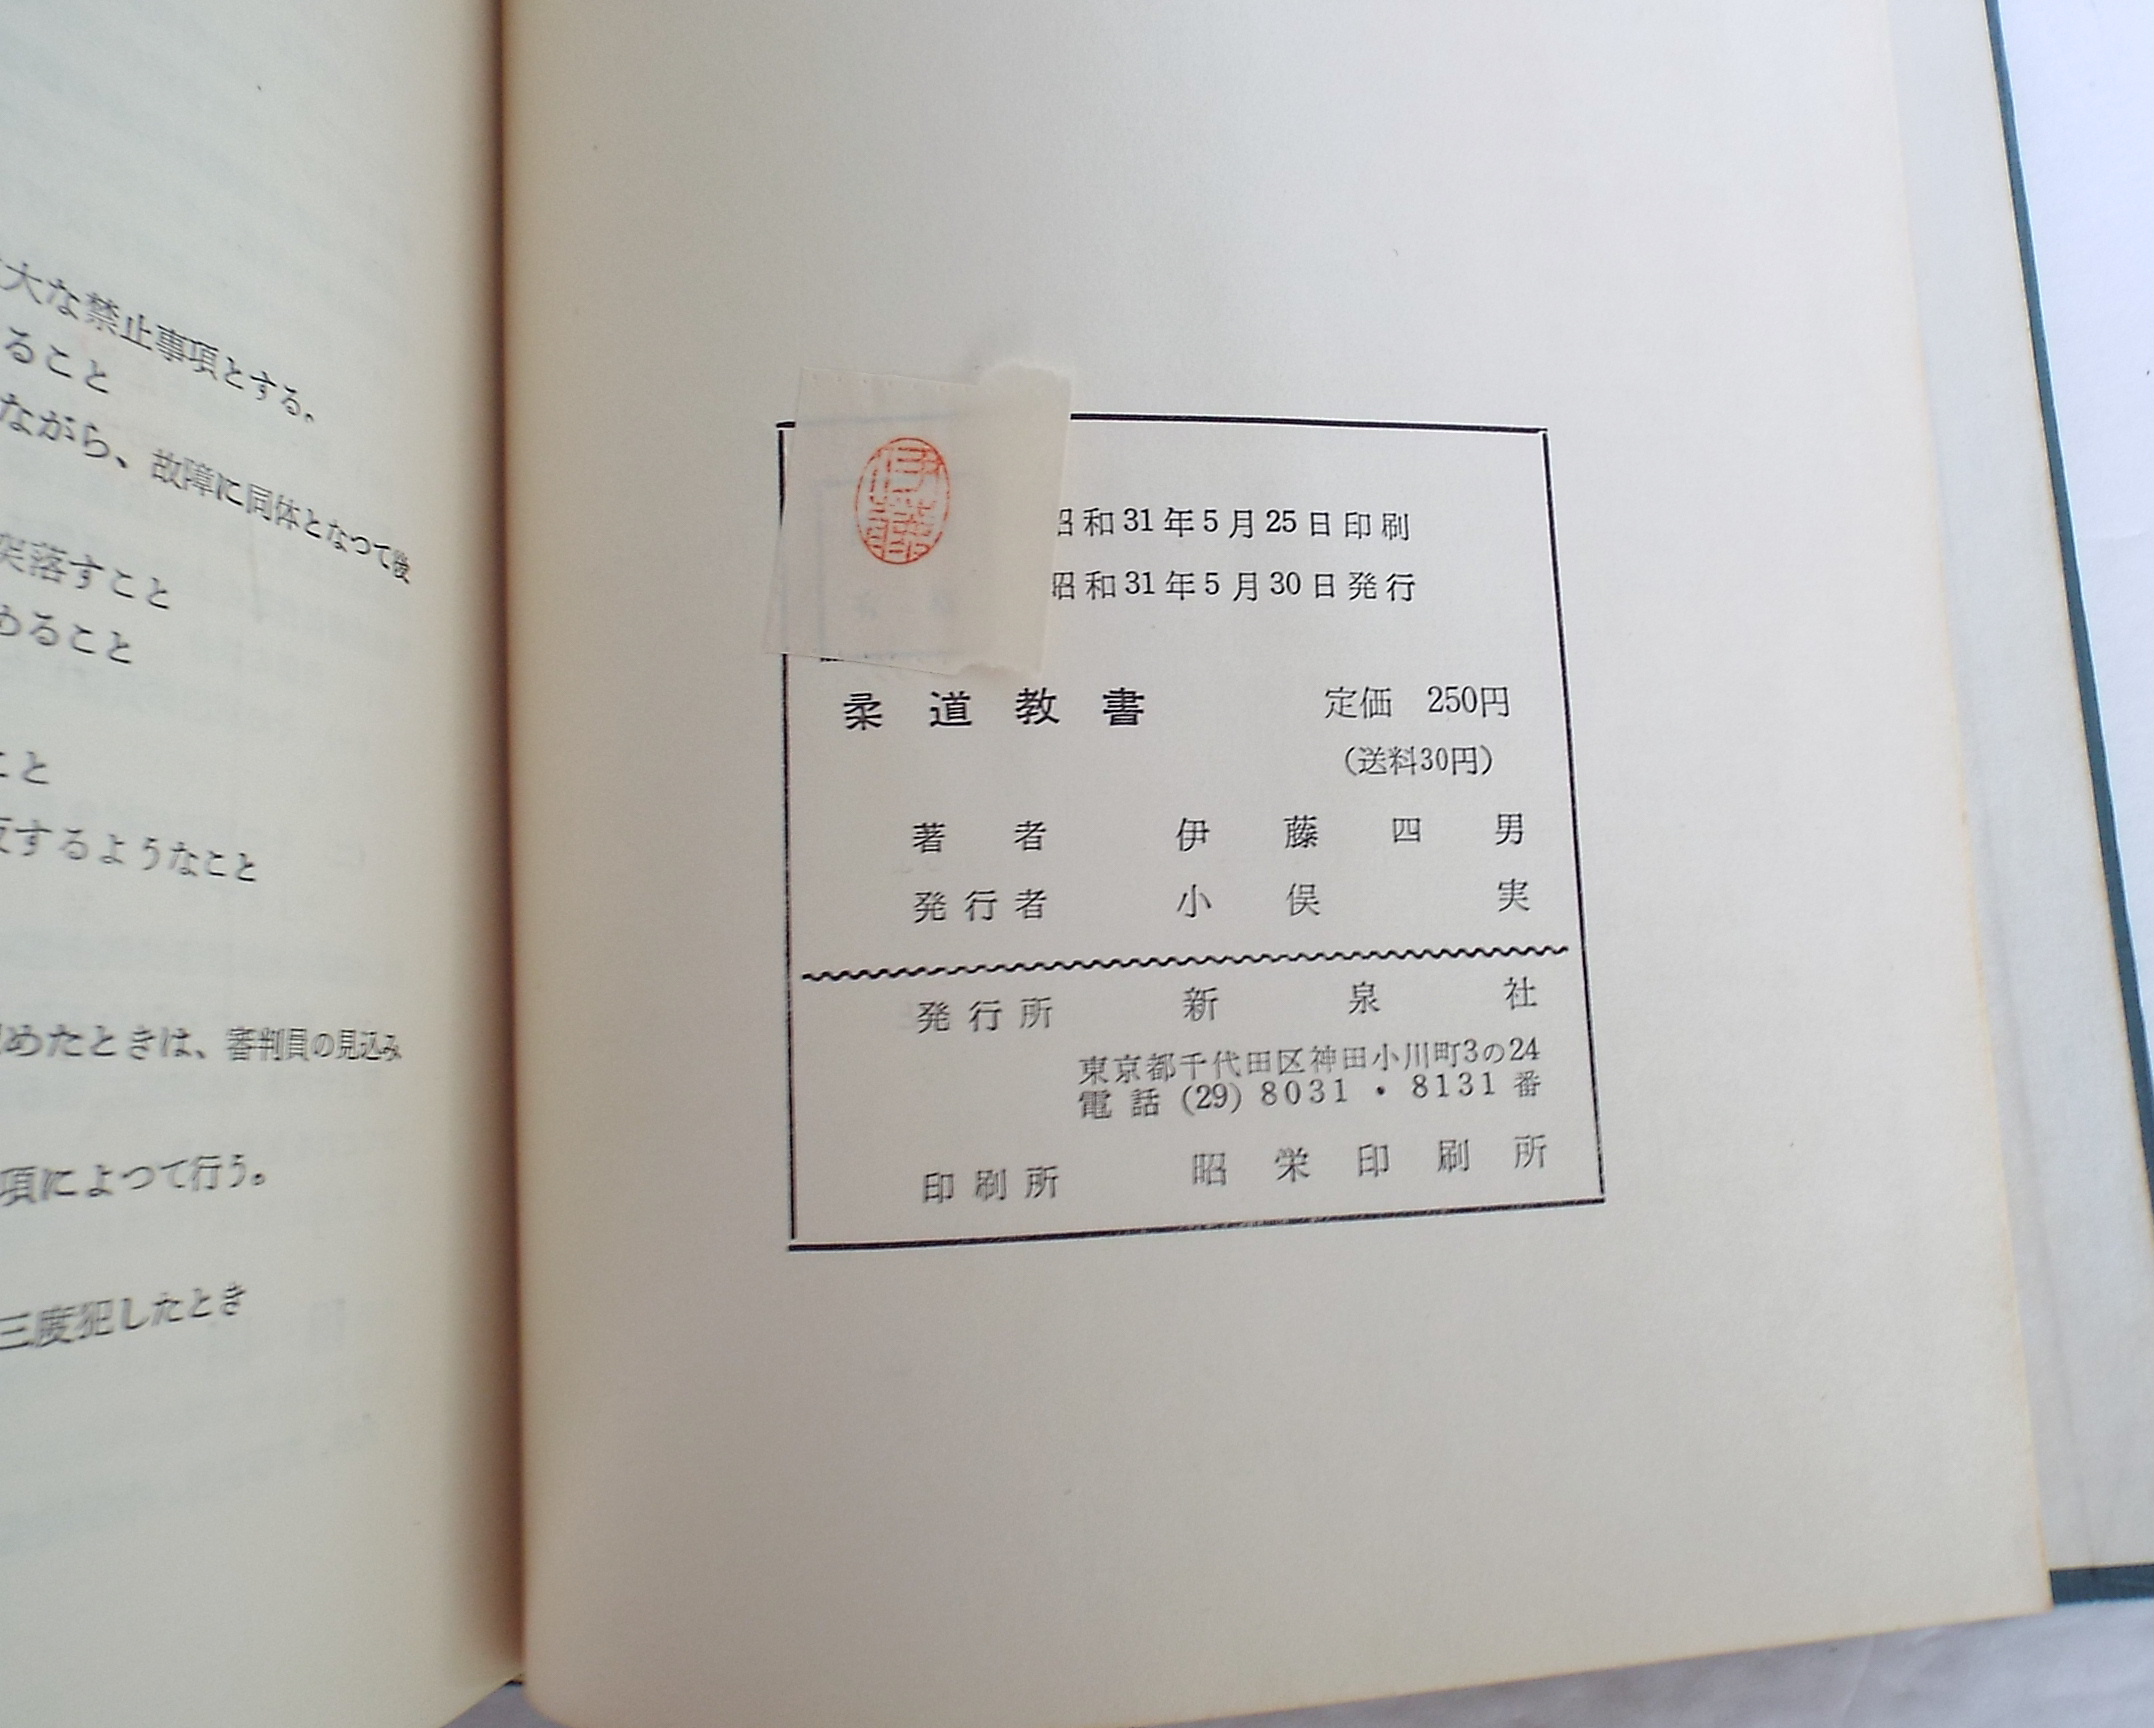 大な禁止事項とする。
ること
ながら、故障に同体となつて後
突落すこと
めること
こと
するようなこと
めたときは、審判員の見込み
項によつて行う。
三度犯したとき
伊藤
昭和31年5月25日印刷
昭和31年5月30日発行
柔道教書 定価 250円
(送料30円)
著者 伊藤四男
発行者 小俣実
発行所 新泉社
東京都千代田区神田小川町3の24
電話 (29) 8031・8131番
印刷所 昭栄印刷所